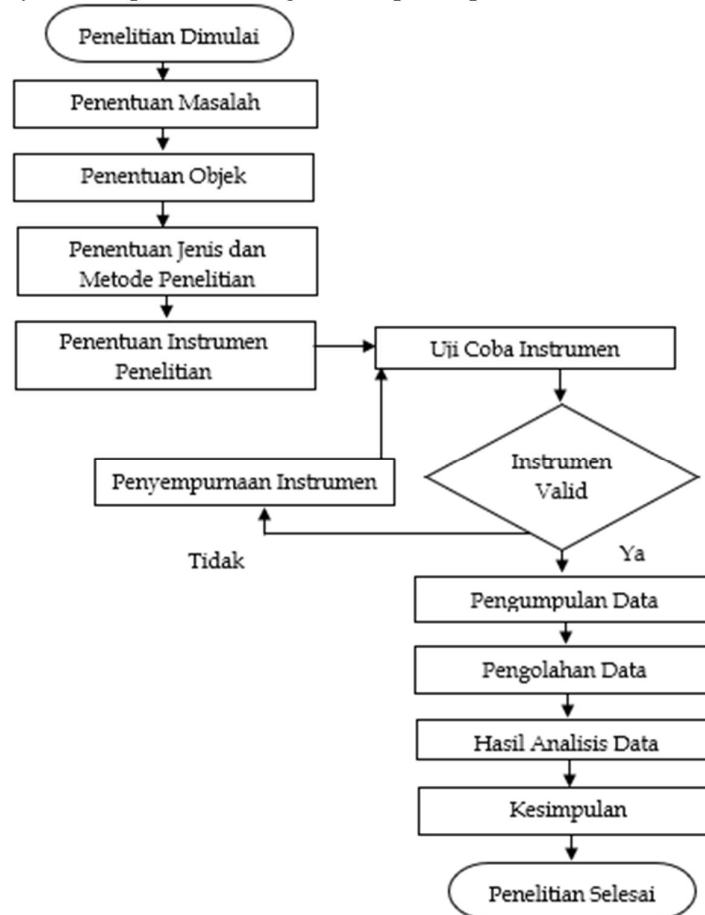 Penelitian Dimulai
Penentuan Masalah
Penentuan Objek
Penentuan Jenis dan
Metode Penelitian
Penentuan Instrumen
Penelitian
Uji Coba Instrumen
Instrumen
Valid
Penyempurnaan Instrumen
Tidak
Ya
Pengumpulan Data
Pengolahan Data
Hasil Analisis Data
Kesimpulan
Penelitian Selesai